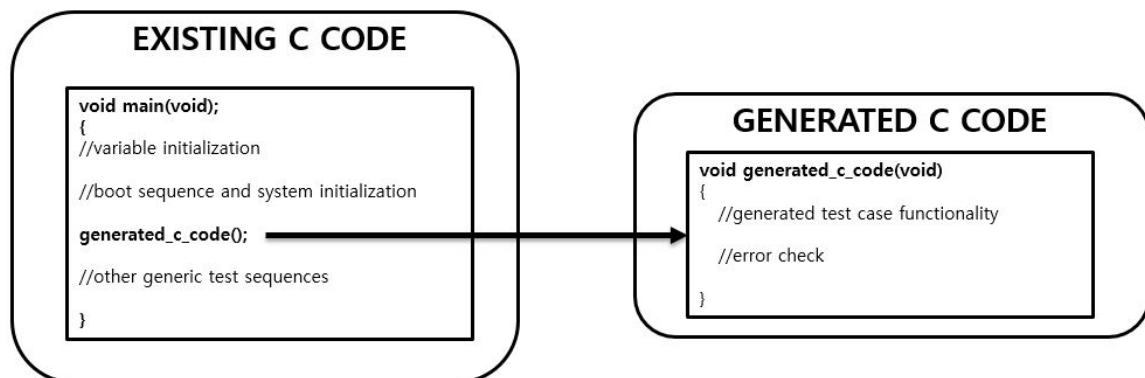 EXISTING C CODE
void main(void);
{
//variable initialization
//boot sequence and system initialization
generated_c_code();
//other generic test sequences
}
GENERATED C CODE
void generated_c_code(void)
{
//generated test case functionality
//error check
}